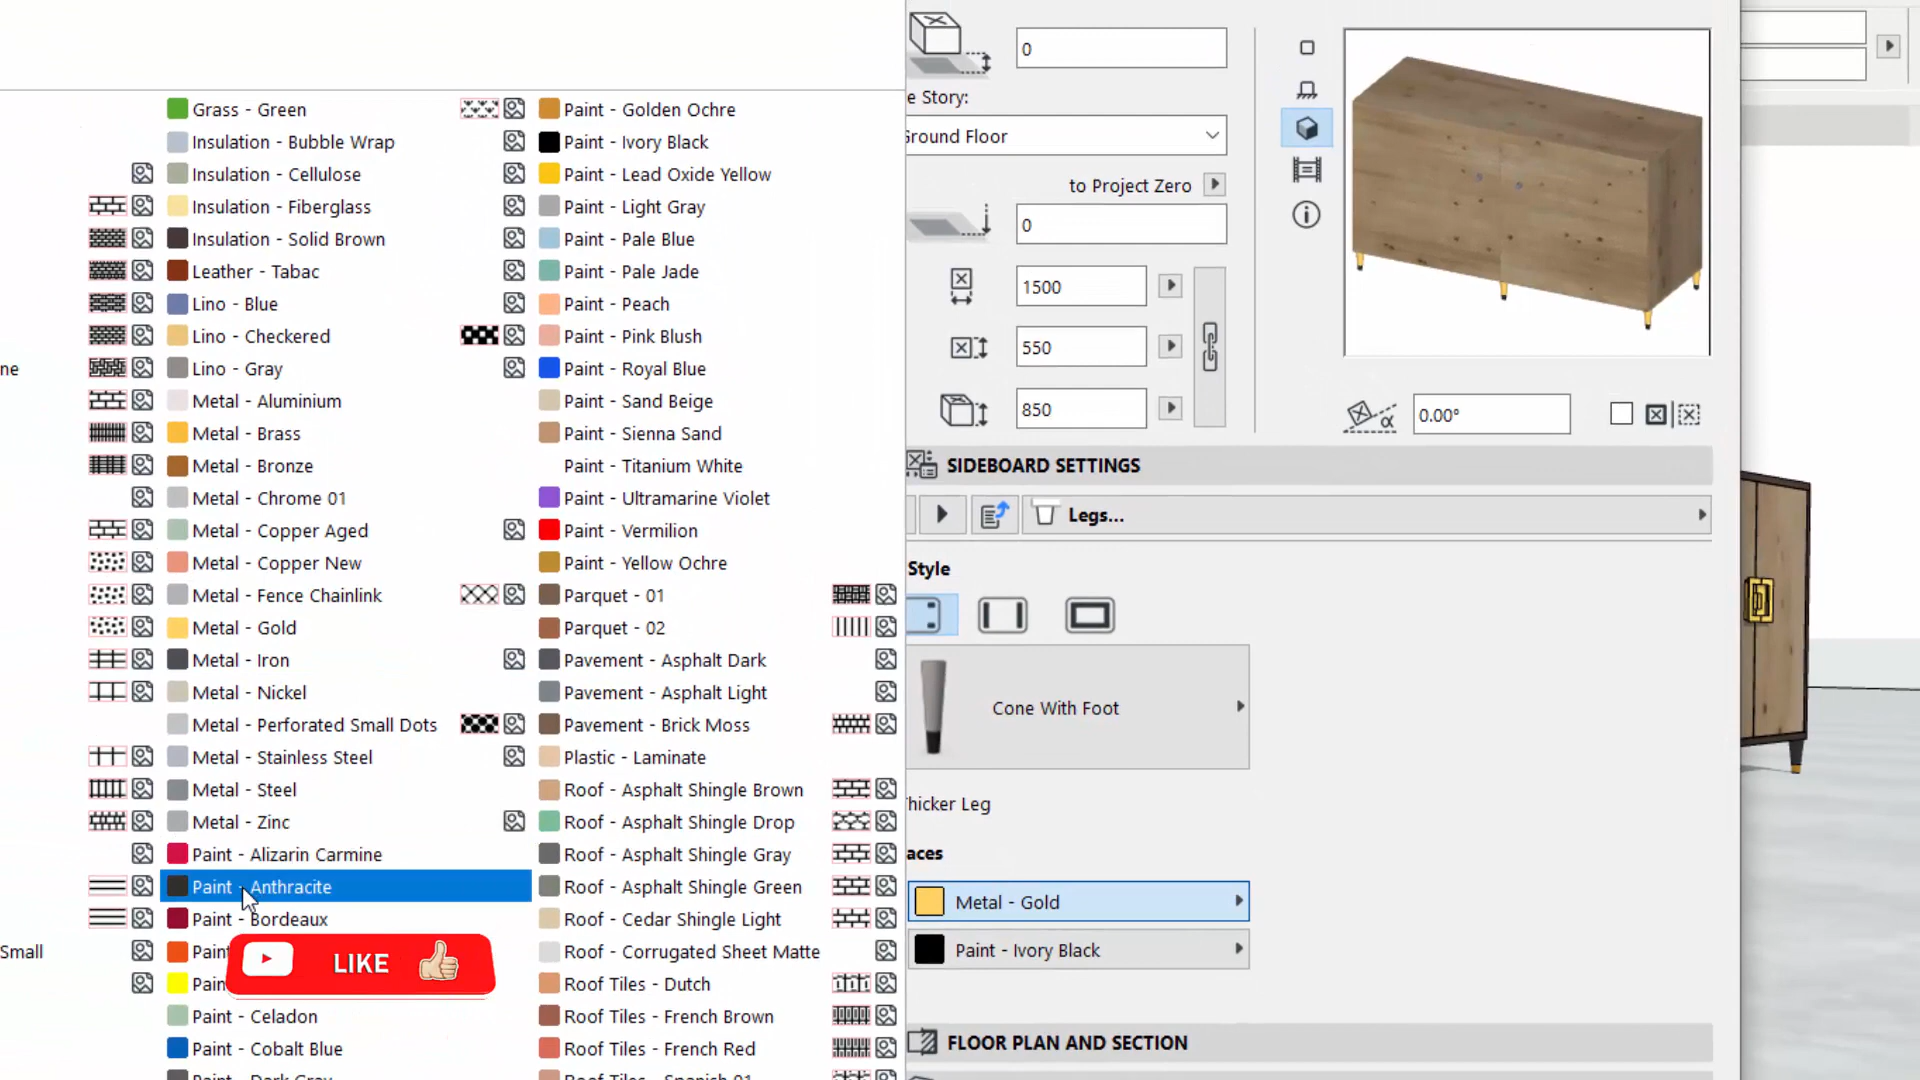 ne
Small
Grass - Green
Insulation - Bubble Wrap
Insulation - Cellulose
Insulation - Fiberglass
Insulation - Solid Brown
Leather - Tabac
Lino - Blue
Lino - Checkered
Lino - Gray
Metal - Aluminium
Metal - Brass
Metal - Bronze
Metal - Chrome 01
Metal - Copper Aged
Metal - Copper New
Metal - Fence Chainlink
Metal - Gold
Metal - Iron
Metal - Nickel
Metal - Perforated Small Dots
Metal - Stainless Steel
Metal - Steel
Metal - Zinc
Paint - Alizarin Carmine
Paint - Anthracite
Paint - Bordeaux
Paint
Pain
LIKE
Paint - Celadon
Paint - Cobalt Blue
Paint - Dark Gray
Paint - Golden Ochre
Paint - Ivory Black
Paint - Lead Oxide Yellow
Paint - Light Gray
Paint - Pale Blue
Paint - Pale Jade
Paint - Peach
Paint - Pink Blush
Paint - Royal Blue
Paint - Sand Beige
Paint - Sienna Sand
Paint - Titanium White
Paint - Ultramarine Violet
Paint - Vermilion
Paint - Yellow Ochre
Parquet - 01
Parquet - 02
Pavement - Asphalt Dark
Pavement - Asphalt Light
Pavement - Brick Moss
Plastic - Laminate
Roof - Asphalt Shingle Brown
Roof - Asphalt Shingle Drop
Roof - Asphalt Shingle Gray
Roof - Asphalt Shingle Green
Roof - Cedar Shingle Light
Roof - Corrugated Sheet Matte
Roof Tiles - Dutch
Roof Tiles - French Brown
Roof Tiles - French Red
Roof Tiles - Spanish 01
0
e Story:
Ground Floor
to Project Zero
0
1500
550
850
0.00°
α
SIDEBOARD SETTINGS
Legs...
Style
Cone With Foot
hicker Leg
aces
Metal - Gold
Paint - Ivory Black
FLOOR PLAN AND SECTION